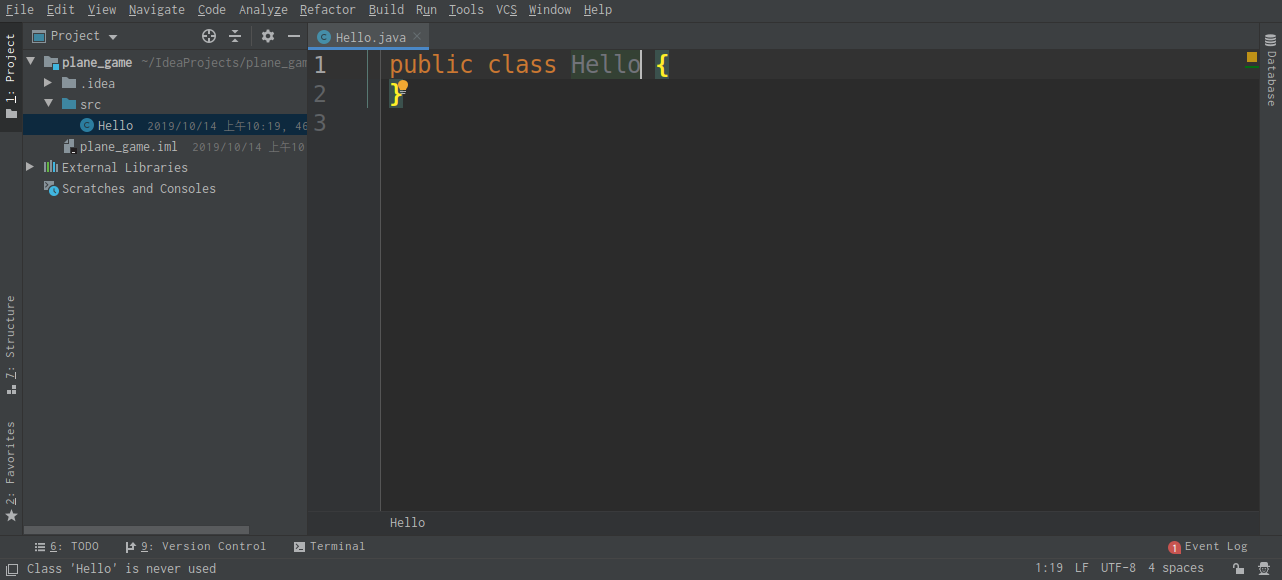 File Edit View Navigate Code Analyze Refactor Build Run Tools VCS Window Help
Project
Hello.java
1: Project
plane_game ~/IdeaProjects/plane_gam
.idea
src
Hello 2019/10/14 上午10:19, 46
plane_game.iml 2019/10/14 上午10
External Libraries
Scratches and Consoles
7: Structure
2: Favorites
1 public class Hello {
2 }
3
Database
Hello
6: TODO 9: Version Control Terminal 1 Event Log
Class 'Hello' is never used 1:19 LF UTF-8 4 spaces